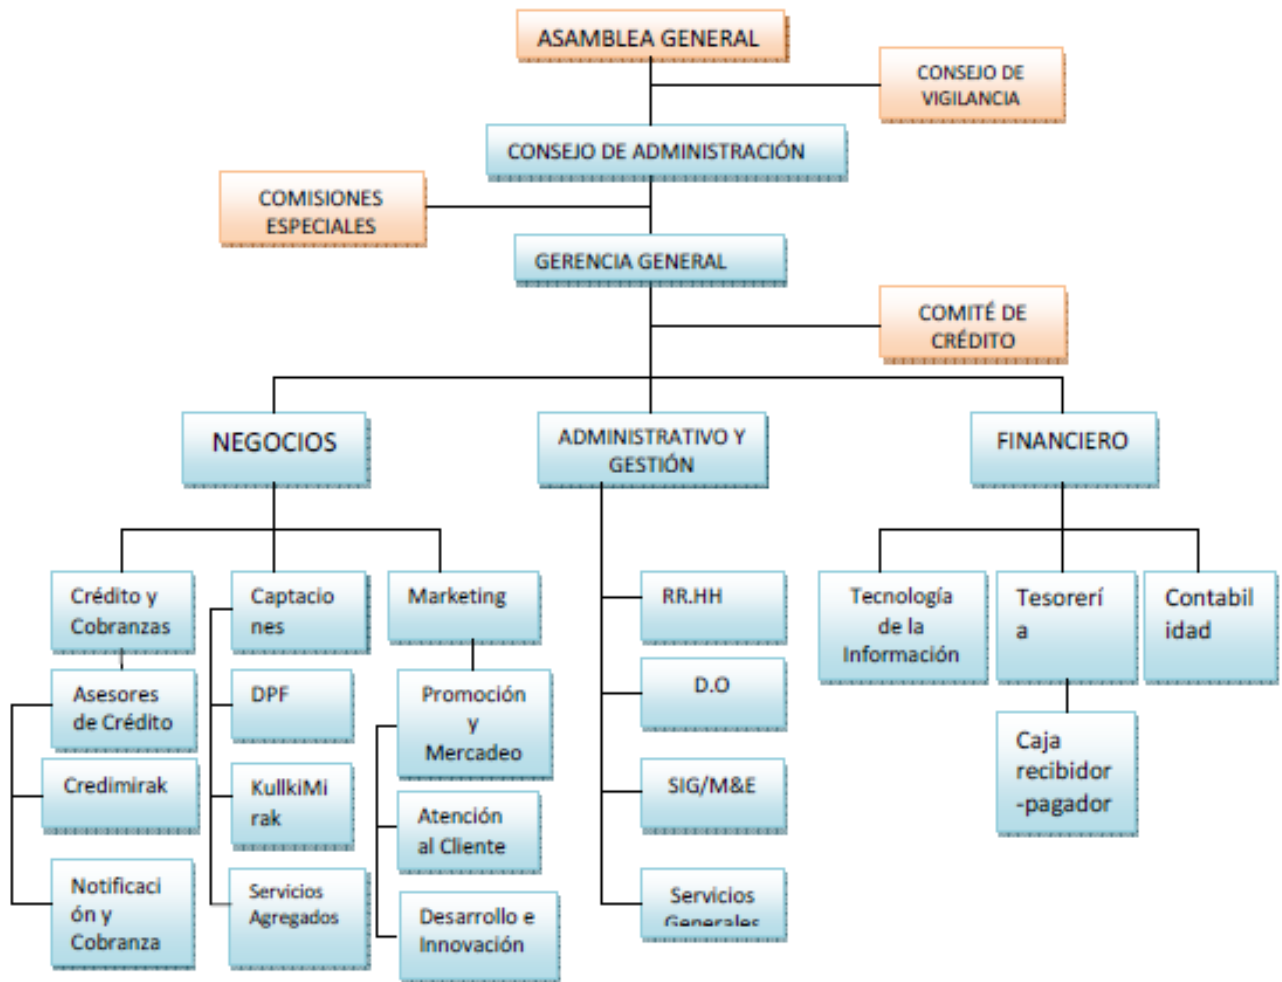 ASAMBLEA GENERAL
CONSEJO DE
VIGILANCIA
CONSEJO DE ADMINISTRACIÓN
COMISIONES
ESPECIALES
GERENCIA GENERAL
COMITÉ DE
CRÉDITO
NEGOCIOS
ADMINISTRATIVO Y
GESTIÓN
FINANCIERO
Crédito y
Cobranzas
Captacio
nes
Marketing
RR.HH
Tecnología
de la
Información
Tesorerí
a
Contabil
idad
Asesores
de Crédito
DPF
Promoción
y
Mercadeo
D.O
Caja
recibidor
-pagador
Credimirak
KullkiMi
rak
Atención
al Cliente
SIG/M&E
Notificaci
ón y
Cobranza
Servicios
Agregados
Desarrollo e
Innovación
Servicios
Generales